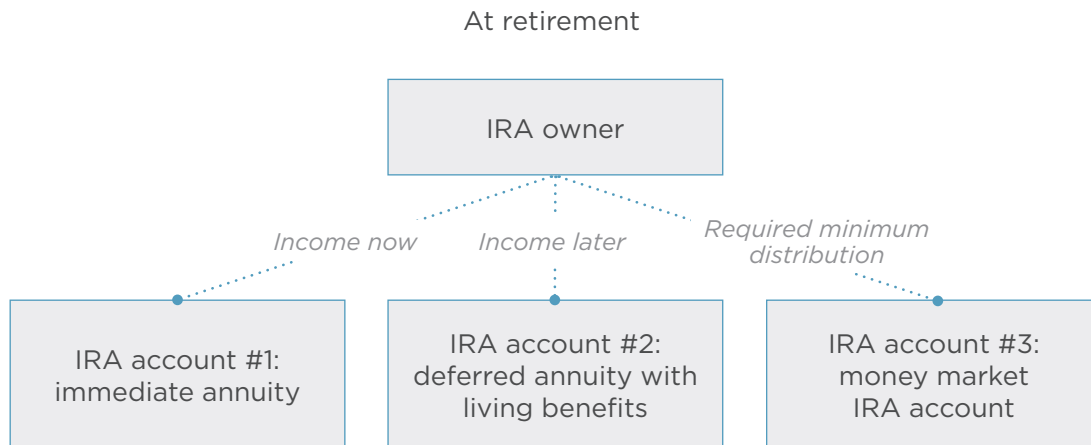 At retirement
IRA owner
Income now
Income later
Required minimum
distribution
IRA account #1:
immediate annuity
IRA account #2:
deferred annuity with
living benefits
IRA account #3:
money market
IRA account